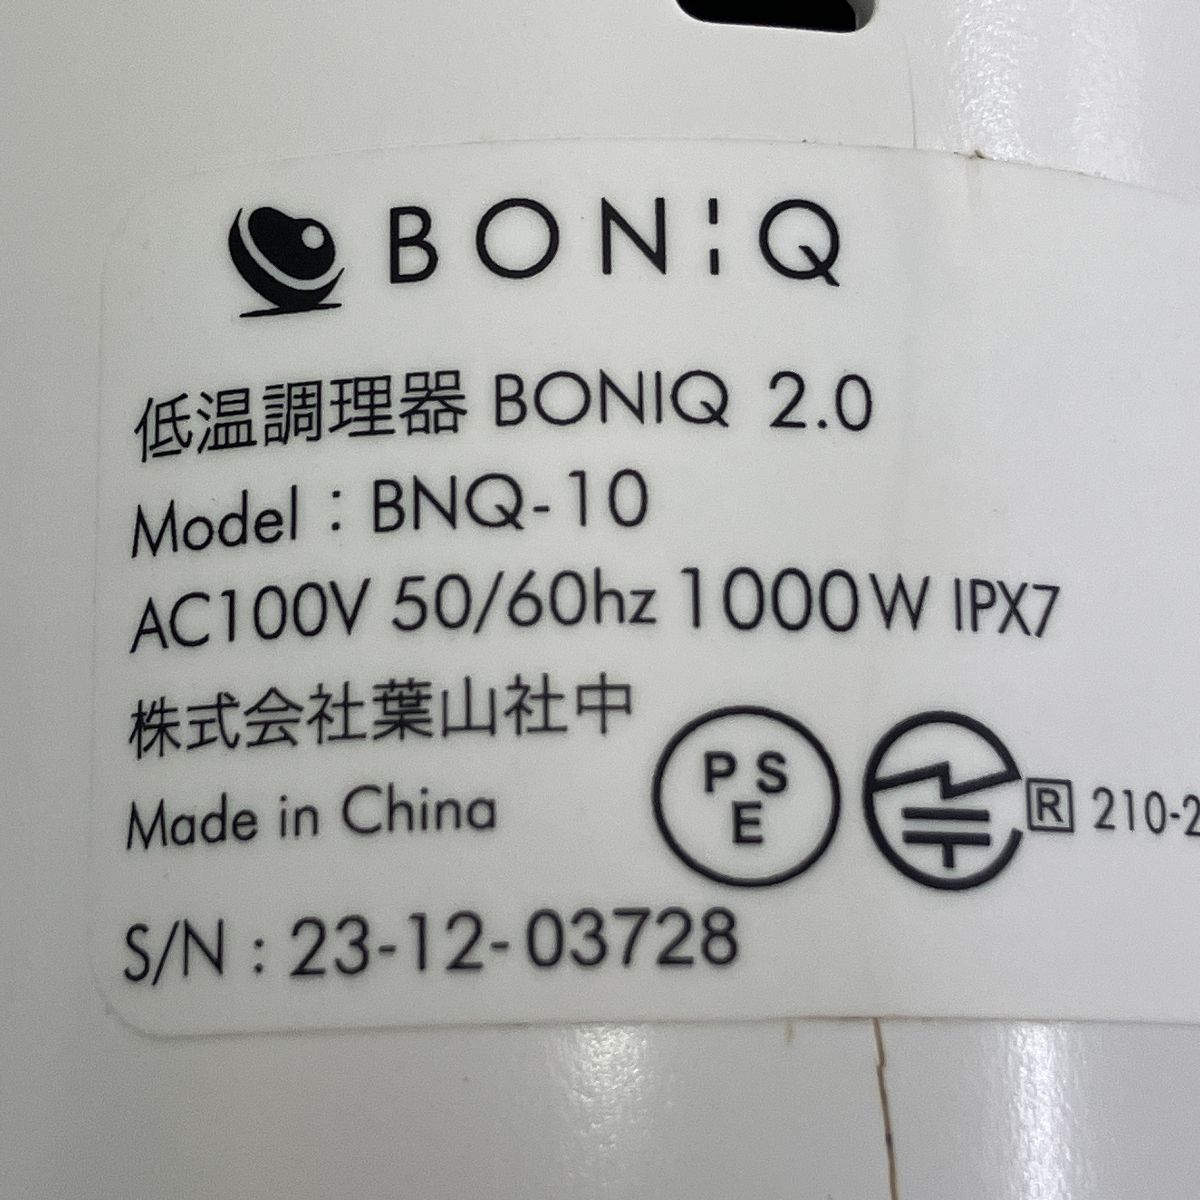 BONIQ
低温調理器 BONIQ 2.0
Model : BNQ-10
AC100V 50/60hz 1000W IPX7
株式会社葉山社中
Made in China
PSE
R 210-2
S/N : 23-12-03728